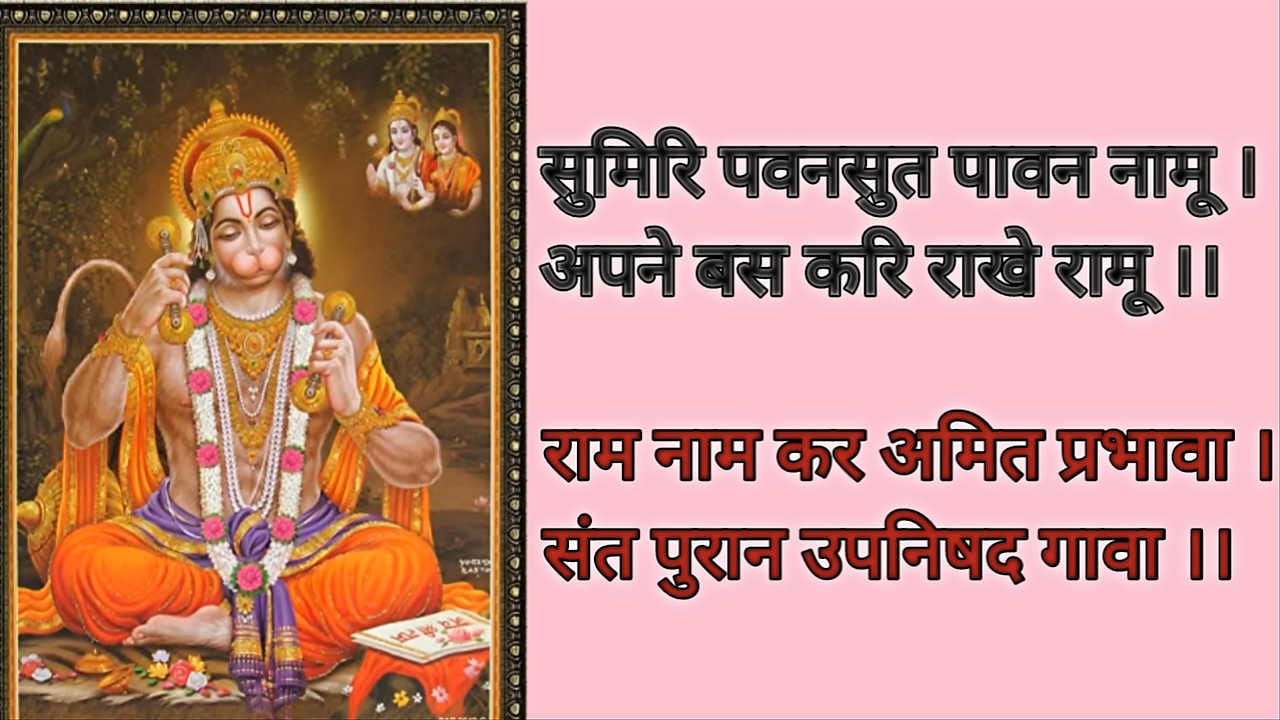 सुमिरि पवनसुत पावन नामू ।
अपने बस करि राखे रामू ।।
राम नाम कर अमित प्रभावा ।
संत पुरान उपनिषद गावा ।।